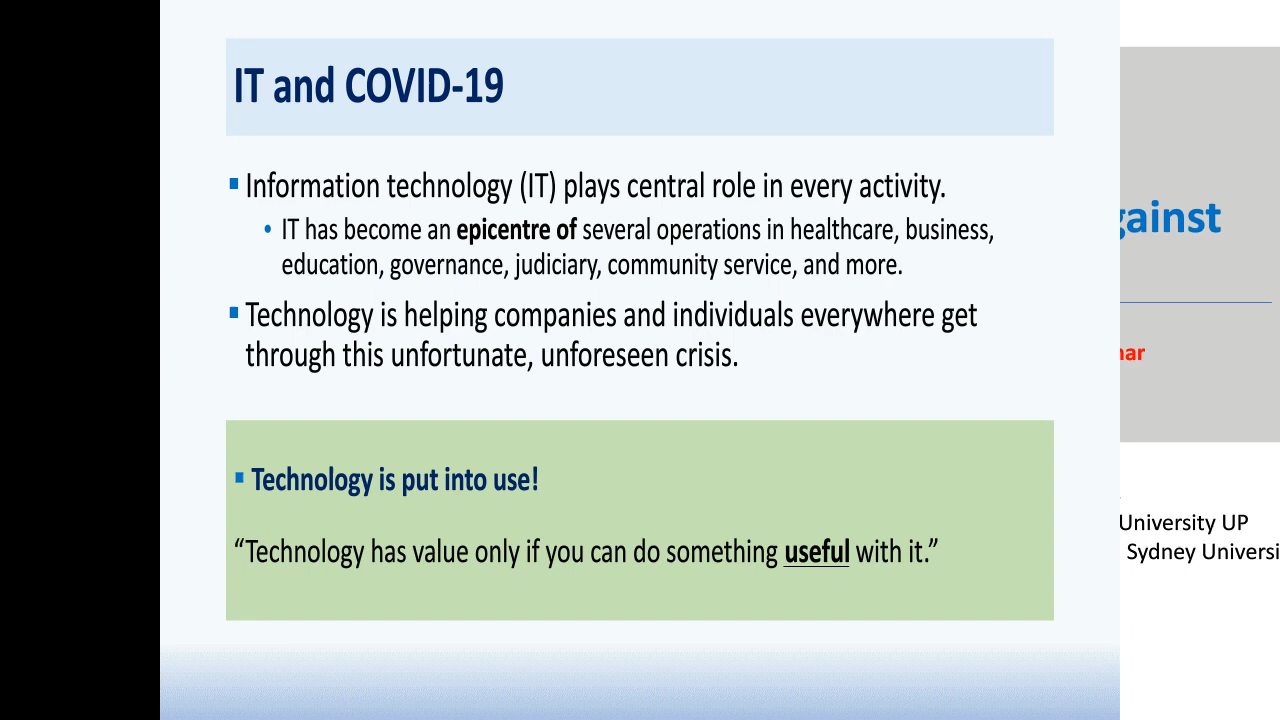 IT and COVID-19
Information technology (IT) plays central role in every activity.
IT has become an epicentre of several operations in healthcare, business,
education, governance, judiciary, community service, and more.
Technology is helping companies and individuals everywhere get
through this unfortunate, unforeseen crisis.
Technology is put into use!
“Technology has value only if you can do something useful with it.”
gainst
nar
University UP
Sydney Universi